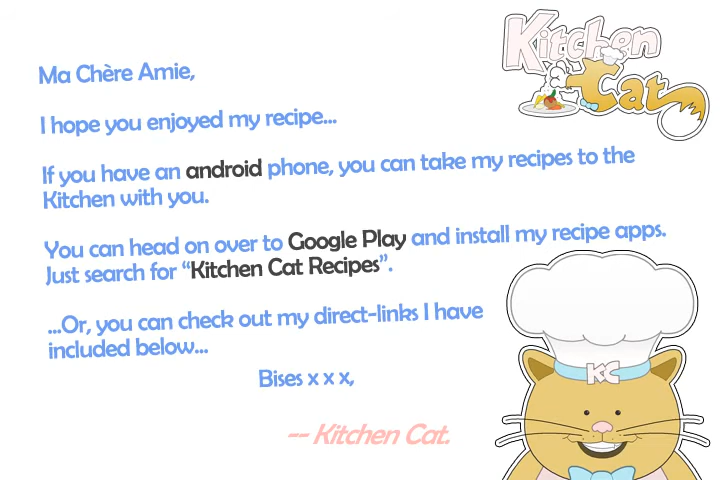 Kitchen
Cat
Ma Chère Amie,
I hope you enjoyed my recipe...
If you have an android phone, you can take my recipes to the
Kitchen with you.
You can head on over to Google Play and install my recipe apps.
Just search for “Kitchen Cat Recipes”.
...Or, you can check out my direct-links I have
included below...
Bises x x x,
-- Kitchen Cat.
KC